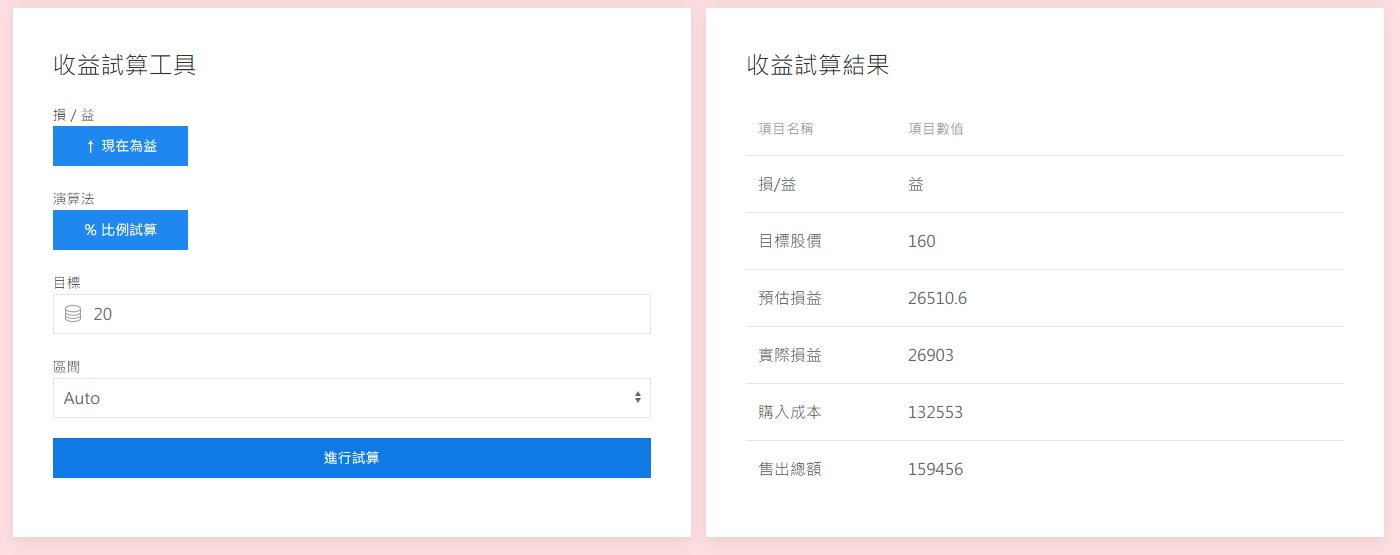 收益試算工具
損 / 益
↑ 現在為益
演算法
% 比例試算
目標
20
區間
Auto
進行試算
收益試算結果
項目名稱 項目數值
損/益 益
目標股價 160
預估損益 26510.6
實際損益 26903
購入成本 132553
售出總額 159456